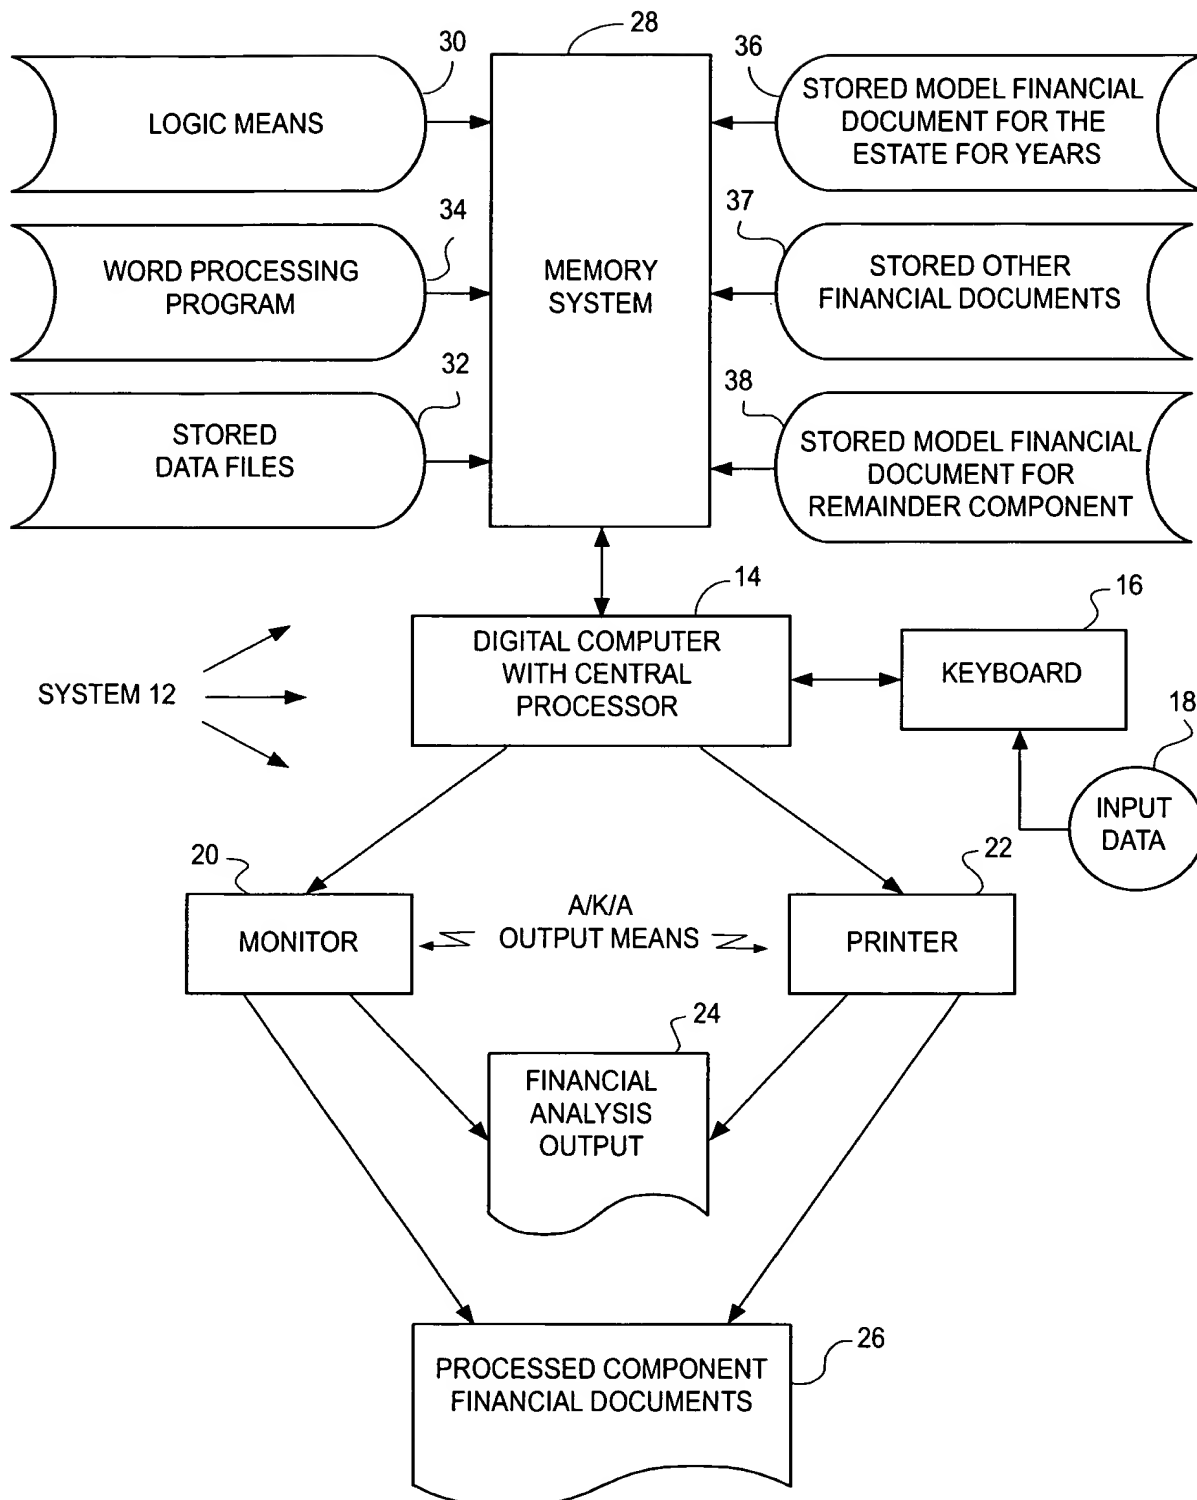 28
30
LOGIC MEANS
36
STORED MODEL FINANCIAL
DOCUMENT FOR THE
ESTATE FOR YEARS
34
WORD PROCESSING
PROGRAM
MEMORY
SYSTEM
37
STORED OTHER
FINANCIAL DOCUMENTS
32
STORED
DATA FILES
38
STORED MODEL FINANCIAL
DOCUMENT FOR
REMAINDER COMPONENT
14
DIGITAL COMPUTER
WITH CENTRAL
PROCESSOR
16
KEYBOARD
SYSTEM 12
18
INPUT
DATA
20
MONITOR
A/K/A
OUTPUT MEANS
22
PRINTER
24
FINANCIAL
ANALYSIS
OUTPUT
26
PROCESSED COMPONENT
FINANCIAL DOCUMENTS